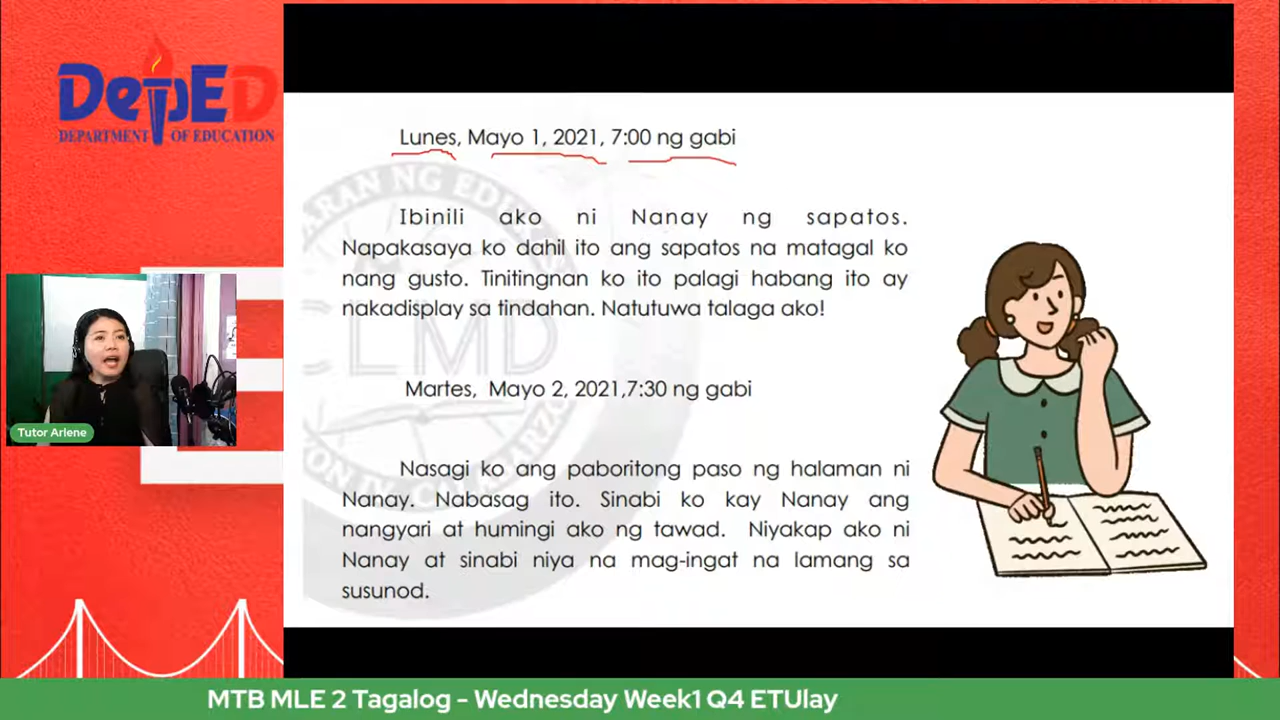 DepED
DEPARTMENT OF EDUCATION
Lunes, Mayo 1, 2021, 7:00 ng gabi
Ibinili ako ni Nanay ng sapatos.
Napakasaya ko dahil ito ang sapatos na matagal ko
nang gusto. Tinitingnan ko ito palagi habang ito ay
nakadisplay sa tindahan. Natutuwa talaga ako!
CLMD
Martes, Mayo 2, 2021,7:30 ng gabi
Nasagi ko ang paboritong paso ng halaman ni
Nanay. Nabasag ito. Sinabi ko kay Nanay ang
nangyari at humingi ako ng tawad. Niyakap ako ni
Nanay at sinabi niya na mag-ingat na lamang sa
susunod.
Tutor Arlene
MTB MLE 2 Tagalog - Wednesday Week1 Q4 ETUlay